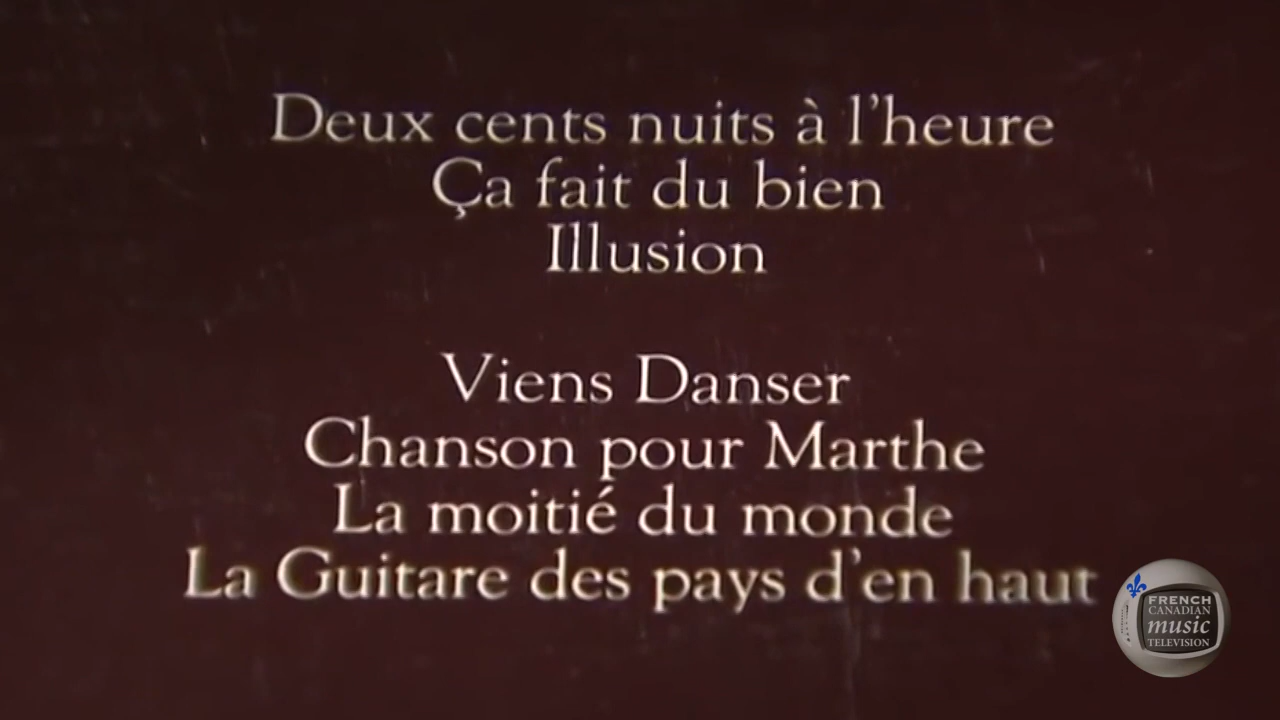 Deux cents nuits à l'heure
Ça fait du bien
Illusion
Viens Danser
Chanson pour Marthe
La moitié du monde
La Guitare des pays d'en haut
FRENCH
CANADIAN
music
TELEVISION